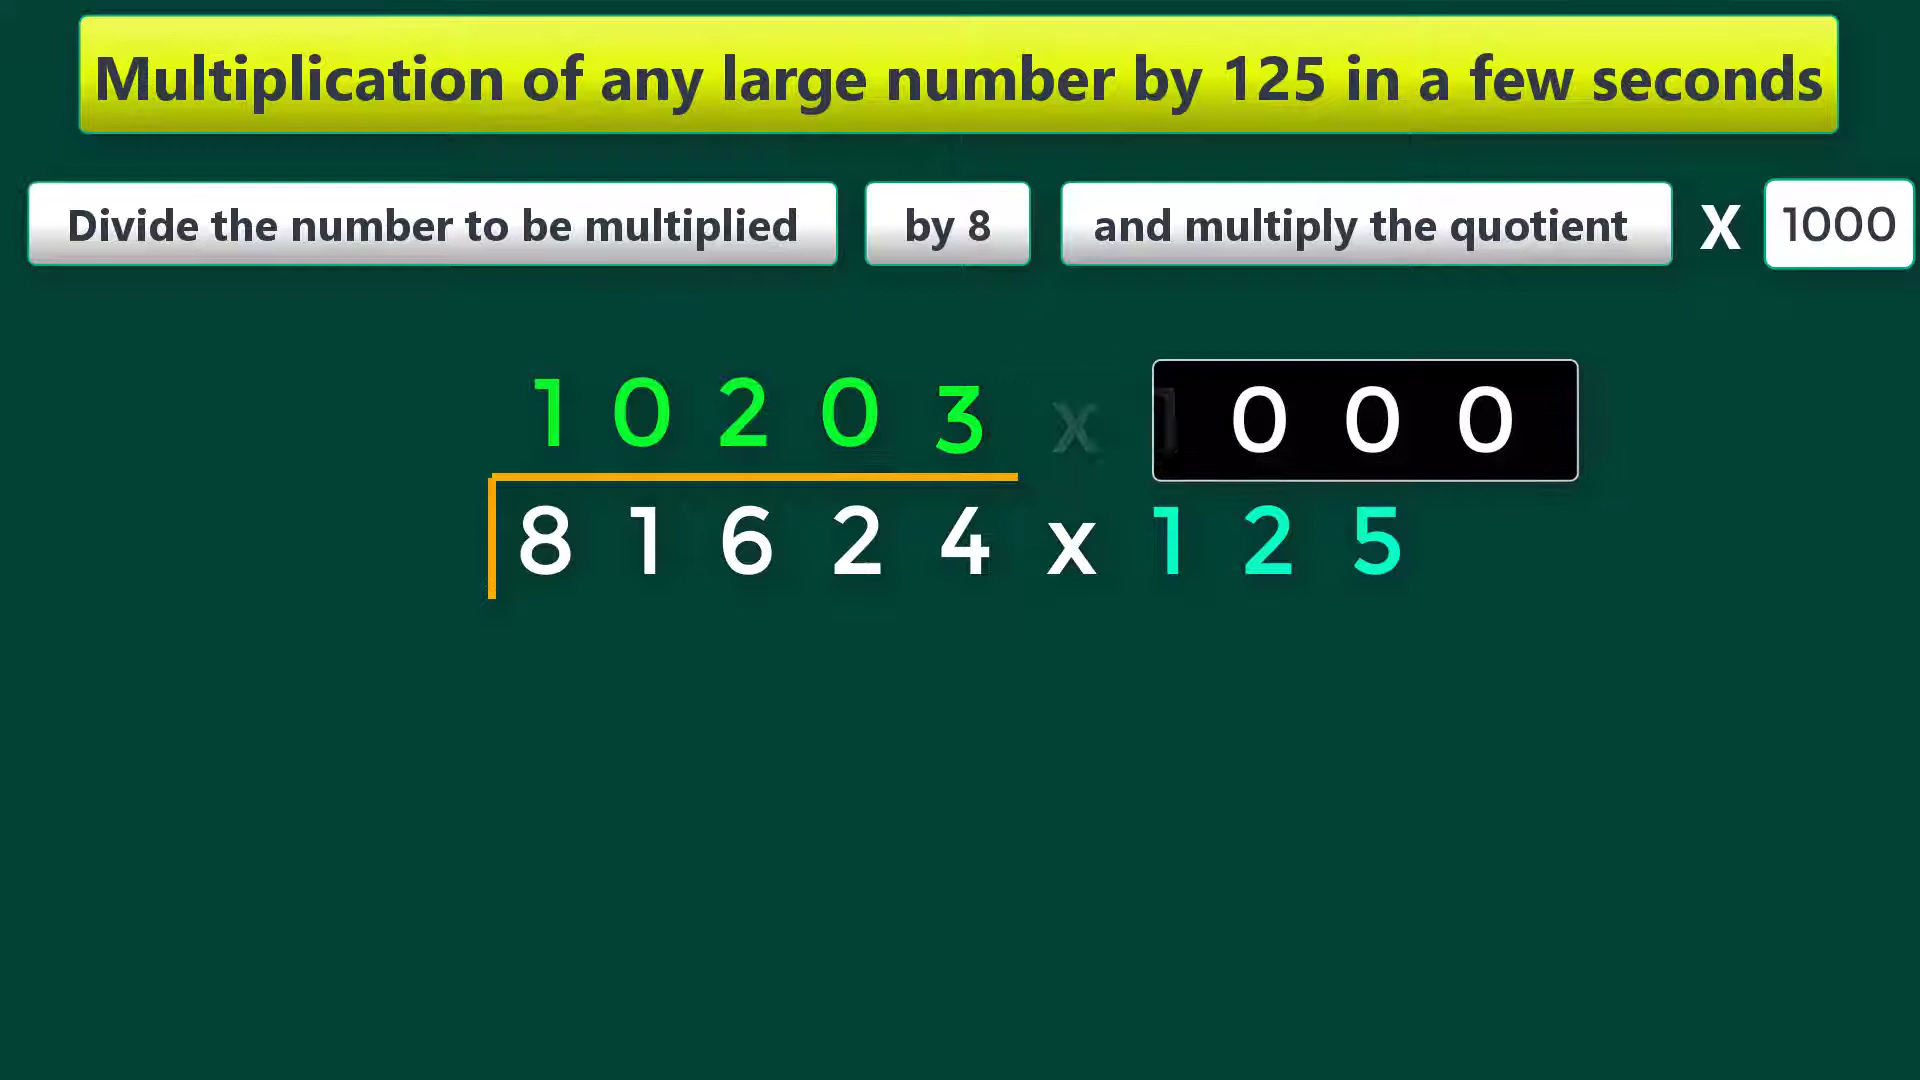 Multiplication of any large number by 125 in a few seconds
Divide the number to be multiplied by 8 and multiply the quotient X 1000
1 0 2 0 3 x 1 0 0 0
8 1 6 2 4 x 1 2 5